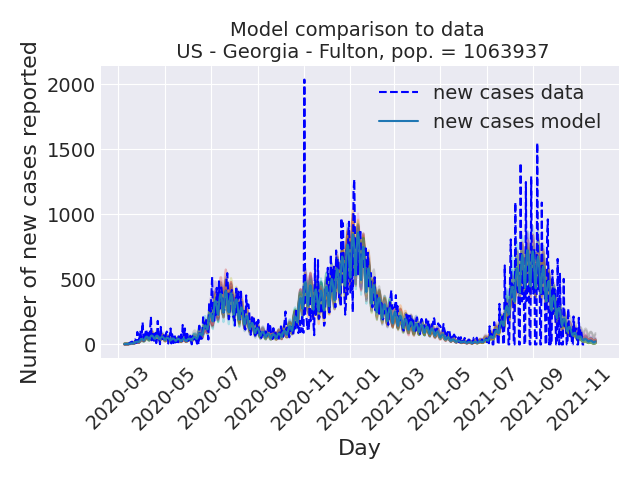 Model comparison to data
US - Georgia - Fulton, pop. = 1063937
Number of new cases reported
2000
1500
1000
500
0
new cases data
new cases model
2020-03
2020-05
2020-07
2020-09
2020-11
2021-01
2021-03
2021-05
2021-07
2021-09
2021-11
Day